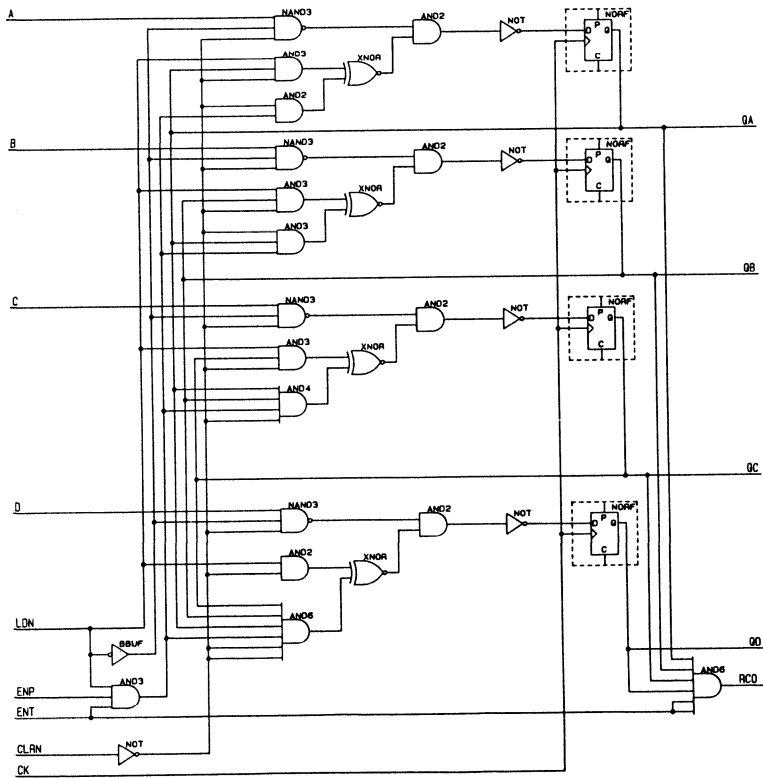 A
NAND3
AND2
NOT
NORF
P
D Q
C
AND3
XNOR
AND2
QA
B
NAND3
AND2
NOT
NORF
P
D Q
C
AND3
XNOR
AND3
QB
C
NAND3
AND2
NOT
NORF
P
D Q
C
AND3
XNOR
AND4
QC
D
NAND3
AND2
NOT
NORF
P
D Q
C
AND2
XNOR
AND6
LDN
BBUF
QD
AND3
AND6
RCO
ENP
ENT
CLRN
NOT
CK